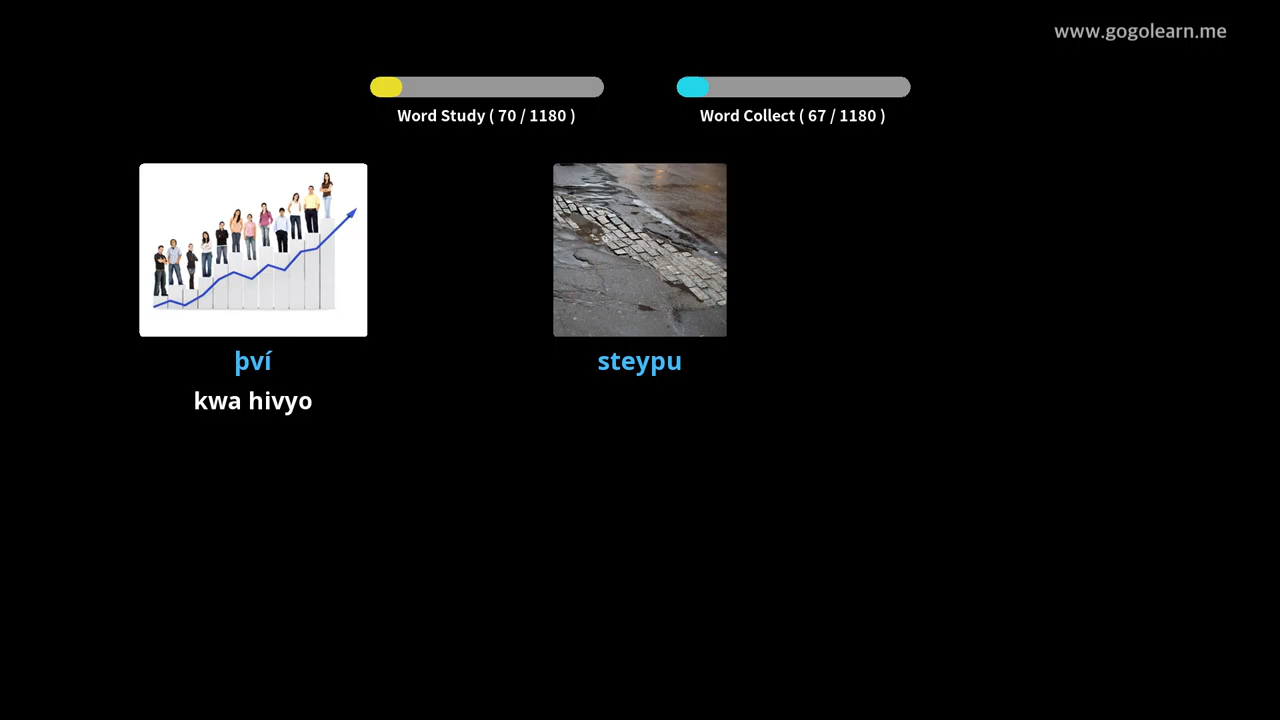 www.gogolearn.me
Word Study ( 70 / 1180 )
Word Collect ( 67 / 1180 )
því
steypu
kwa hivyo